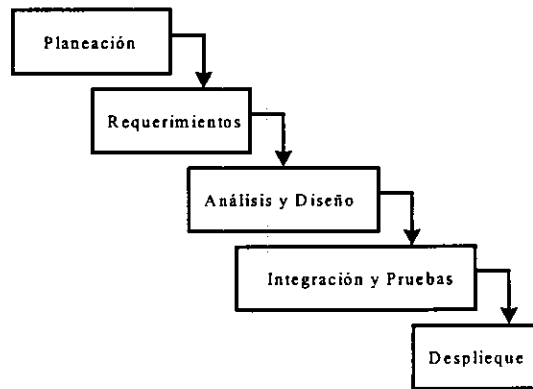 Planeación
Requerimientos
Análisis y Diseño
Integración y Pruebas
Desplieque